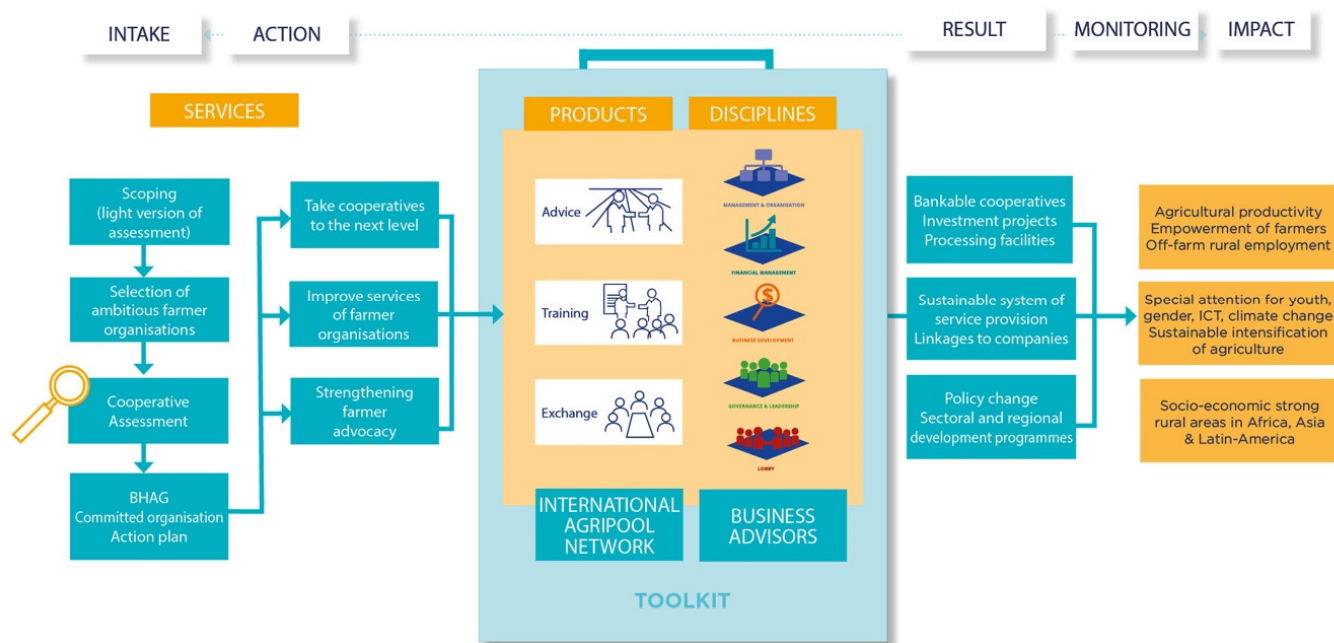 INTAKE
ACTION
RESULT
MONITORING
IMPACT
SERVICES
Scoping
(light version of
assessment)
Selection of
ambitious farmer
organisations
Cooperative
Assessment
BHAG
Committed organisation
Action plan
Take cooperatives
to the next level
Improve services
of farmer
organisations
Strengthening
farmer
advocacy
PRODUCTS
DISCIPLINES
Advice
Training
Exchange
MANAGEMENT & ORGANISATION
FINANCIAL MANAGEMENT
$
BUSINESS DEVELOPMENT
GOVERNANCE & LEADERSHIP
LOBBY
INTERNATIONAL
AGRIPOOL
NETWORK
BUSINESS
ADVISORS
TOOLKIT
Bankable cooperatives
Investment projects
Processing facilities
Sustainable system of
service provision
Linkages to companies
Policy change
Sectoral and regional
development programmes
Agricultural productivity
Empowerment of farmers
Off-farm rural employment
Special attention for youth,
gender, ICT, climate change
Sustainable intensification
of agriculture
Socio-economic strong
rural areas in Africa, Asia
& Latin-America